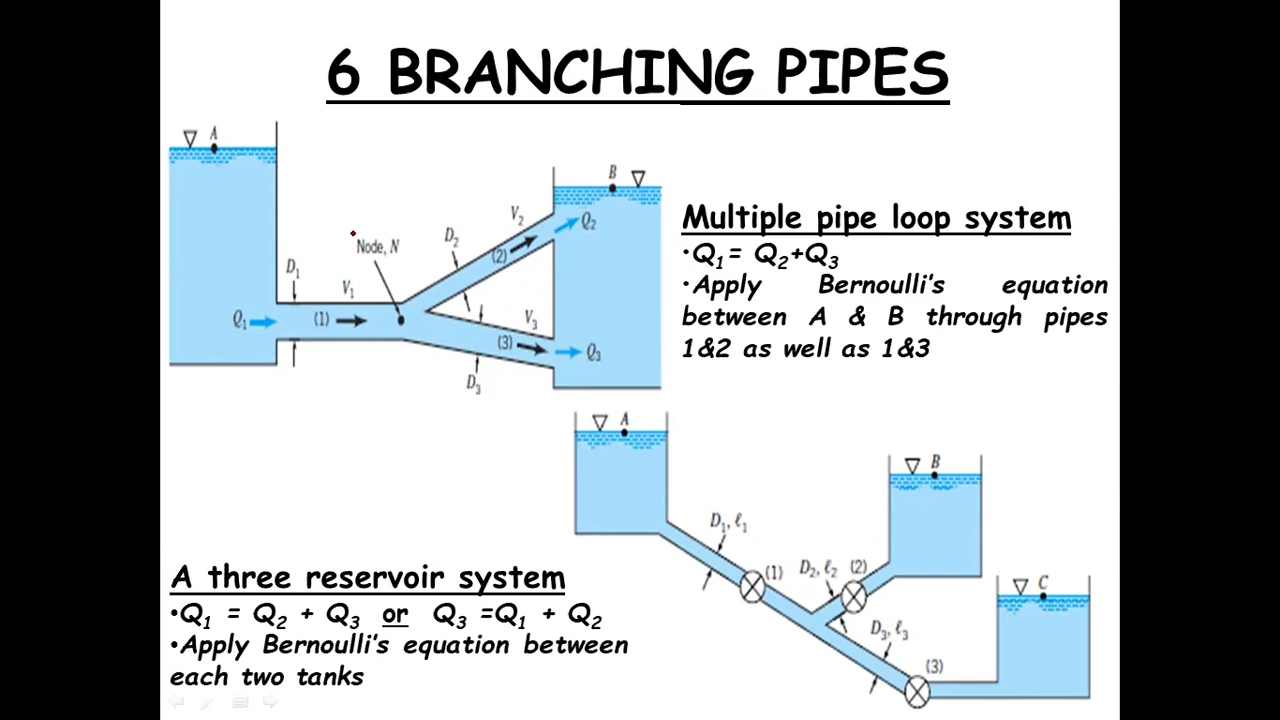 6 BRANCHING PIPES
A
B
V₂
Q₂
D₂
(2)
Node, N
D₁
V₁
Q₁
(1)
V₃
(3)
Q₃
D₃
Multiple pipe loop system
•Q₁= Q₂+Q₃
•Apply Bernoulli's equation
between A & B through pipes
1&2 as well as 1&3
A
B
D₁, ℓ₁
(1)
D₂, ℓ₂
(2)
C
D₃, ℓ₃
(3)
A three reservoir system
•Q₁ = Q₂ + Q₃ or Q₃ =Q₁ + Q₂
•Apply Bernoulli's equation between
each two tanks